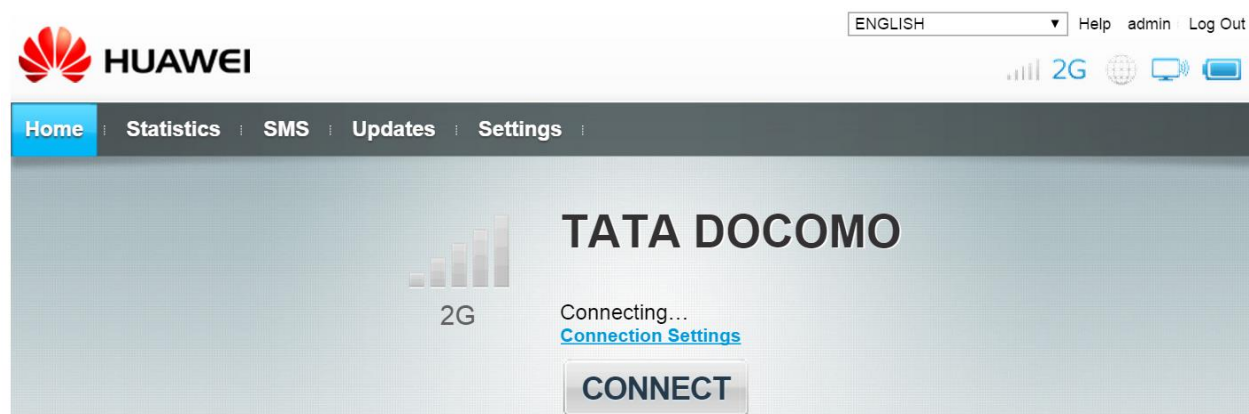 ENGLISH Help admin Log Out
HUAWEI
2G
Home Statistics SMS Updates Settings
TATA DOCOMO
2G
Connecting...
Connection Settings
CONNECT